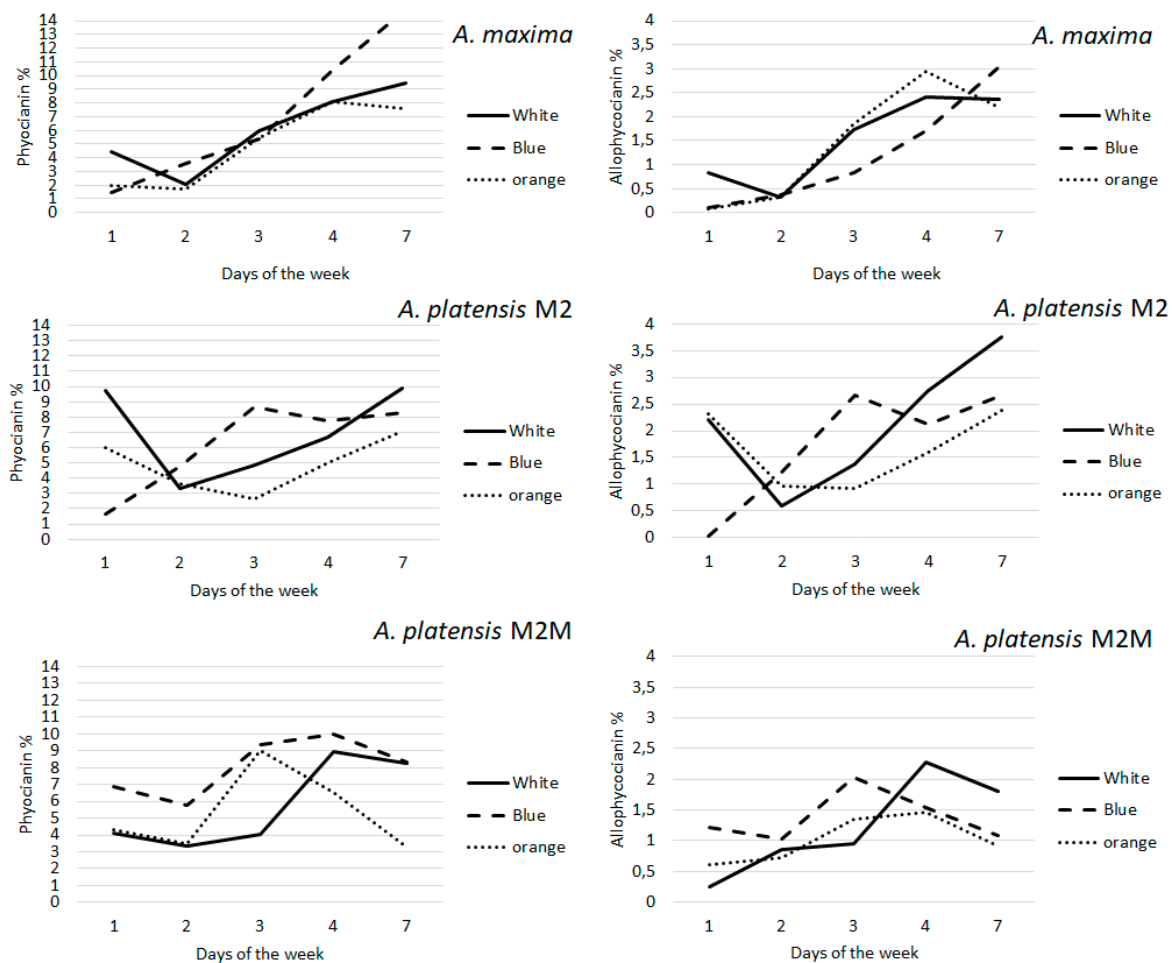 A. maxima
Phyocianin %
14
13
12
11
10
9
8
7
6
5
4
3
2
1
0
1 2 3 4 7
Days of the week
White
Blue
orange
A. maxima
Allophycocianin %
4
3,5
3
2,5
2
1,5
1
0,5
0
1 2 3 4 7
Days of the week
White
Blue
orange
A. platensis M2
Phyocianin %
14
13
12
11
10
9
8
7
6
5
4
3
2
1
0
1 2 3 4 7
Days of the week
White
Blue
orange
A. platensis M2
Allophycocianin %
4
3,5
3
2,5
2
1,5
1
0,5
0
1 2 3 4 7
Days of the week
White
Blue
orange
A. platensis M2M
Phyocianin %
14
13
12
11
10
9
8
7
6
5
4
3
2
1
0
1 2 3 4 7
Days of the week
White
Blue
orange
A. platensis M2M
Allophycocianin %
4
3,5
3
2,5
2
1,5
1
0,5
0
1 2 3 4 7
Days of the week
White
Blue
orange